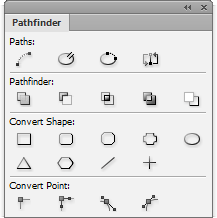 Pathfinder
Paths:
Pathfinder:
Convert Shape:
Convert Point: